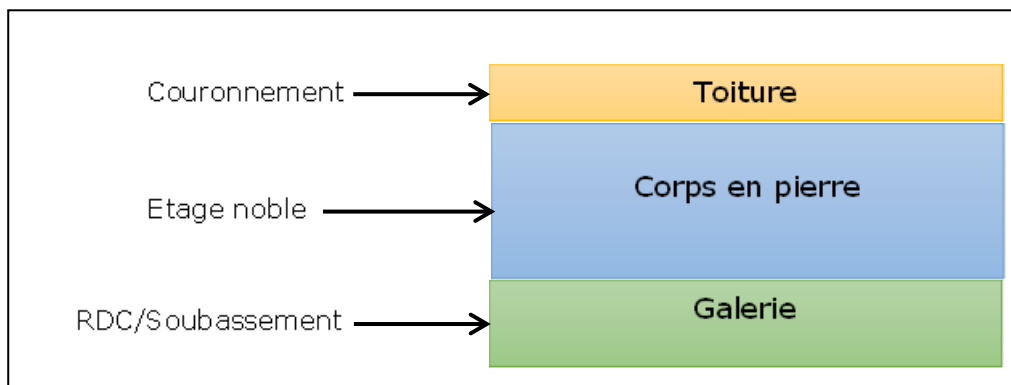 Couronnement Toiture
Etage noble Corps en pierre
RDC/Soubassement Galerie